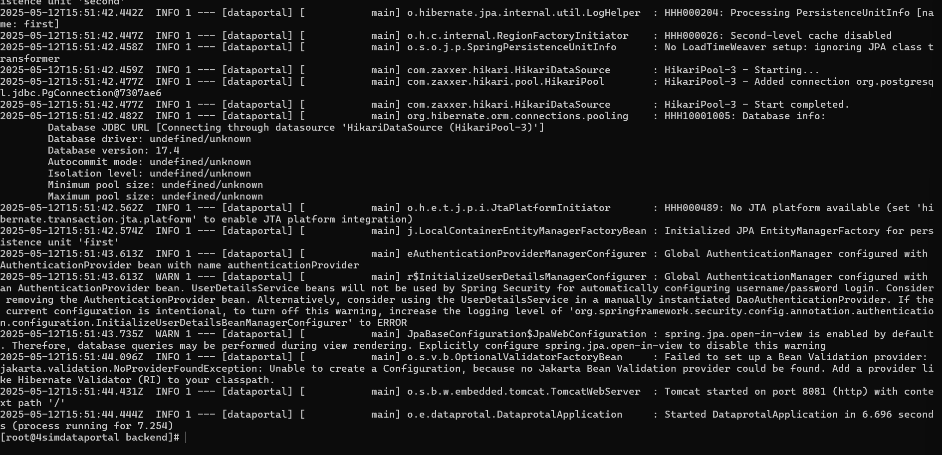 istence unit 'second'
2025-05-12T15:51:42.442Z  INFO 1 --- [dataportal] [           main] o.hibernate.jpa.internal.util.LogHelper  : HHH000204: Processing PersistenceUnitInfo [na
me: first]
2025-05-12T15:51:42.447Z  INFO 1 --- [dataportal] [           main] o.h.c.internal.RegionFactoryInitiator    : HHH000026: Second-level cache disabled
2025-05-12T15:51:42.458Z  INFO 1 --- [dataportal] [           main] o.s.o.j.p.SpringPersistenceUnitInfo      : No LoadTimeWeaver setup: ignoring JPA class t
ransformer
2025-05-12T15:51:42.459Z  INFO 1 --- [dataportal] [           main] com.zaxxer.hikari.HikariDataSource       : HikariPool-3 - Starting...
2025-05-12T15:51:42.477Z  INFO 1 --- [dataportal] [           main] com.zaxxer.hikari.pool.HikariPool        : HikariPool-3 - Added connection org.postgresq
l.jdbc.PgConnection@7307ae6
2025-05-12T15:51:42.477Z  INFO 1 --- [dataportal] [           main] com.zaxxer.hikari.HikariDataSource       : HikariPool-3 - Start completed.
2025-05-12T15:51:42.482Z  INFO 1 --- [dataportal] [           main] org.hibernate.orm.connections.pooling    : HHH10001005: Database info:
        Database JDBC URL [Connecting through datasource 'HikariDataSource (HikariPool-3)']
        Database driver: undefined/unknown
        Database version: 17.4
        Autocommit mode: undefined/unknown
        Isolation level: undefined/unknown
        Minimum pool size: undefined/unknown
        Maximum pool size: undefined/unknown
2025-05-12T15:51:42.562Z  INFO 1 --- [dataportal] [           main] o.h.e.t.j.p.i.JtaPlatformInitiator       : HHH000489: No JTA platform available (set 'hi
bernate.transaction.jta.platform' to enable JTA platform integration)
2025-05-12T15:51:42.574Z  INFO 1 --- [dataportal] [           main] j.LocalContainerEntityManagerFactoryBean : Initialized JPA EntityManagerFactory for pers
istence unit 'first'
2025-05-12T15:51:43.613Z  INFO 1 --- [dataportal] [           main] eAuthenticationProviderManagerConfigurer : Global AuthenticationManager configured with
AuthenticationProvider bean with name authenticationProvider
2025-05-12T15:51:43.613Z  WARN 1 --- [dataportal] [           main] r$InitializeUserDetailsManagerConfigurer : Global AuthenticationManager configured with
an AuthenticationProvider bean. UserDetailsService beans will not be used by Spring Security for automatically configuring username/password login. Consider
 removing the AuthenticationProvider bean. Alternatively, consider using the UserDetailsService in a manually instantiated DaoAuthenticationProvider. If the
 current configuration is intentional, to turn off this warning, increase the logging level of 'org.springframework.security.config.annotation.authenticatio
n.configuration.InitializeUserDetailsBeanManagerConfigurer' to ERROR
2025-05-12T15:51:43.735Z  WARN 1 --- [dataportal] [           main] JpaBaseConfiguration$JpaWebConfiguration : spring.jpa.open-in-view is enabled by default
. Therefore, database queries may be performed during view rendering. Explicitly configure spring.jpa.open-in-view to disable this warning
2025-05-12T15:51:44.096Z  INFO 1 --- [dataportal] [           main] o.s.v.b.OptionalValidatorFactoryBean     : Failed to set up a Bean Validation provider:
jakarta.validation.NoProviderFoundException: Unable to create a Configuration, because no Jakarta Bean Validation provider could be found. Add a provider li
ke Hibernate Validator (RI) to your classpath.
2025-05-12T15:51:44.431Z  INFO 1 --- [dataportal] [           main] o.s.b.w.embedded.tomcat.TomcatWebServer  : Tomcat started on port 8081 (http) with conte
xt path '/'
2025-05-12T15:51:44.444Z  INFO 1 --- [dataportal] [           main] o.e.dataportal.DataprotalApplication     : Started DataprotalApplication in 6.696 second
s (process running for 7.254)
[root@4simdataportal backend]#